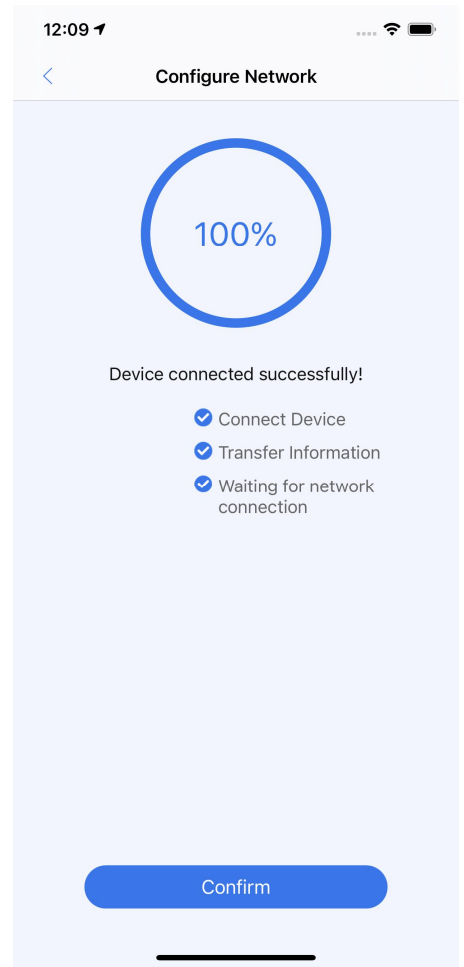 12:09
Configure Network
100%
Device connected successfully!
Connect Device
Transfer Information
Waiting for network
connection
Confirm